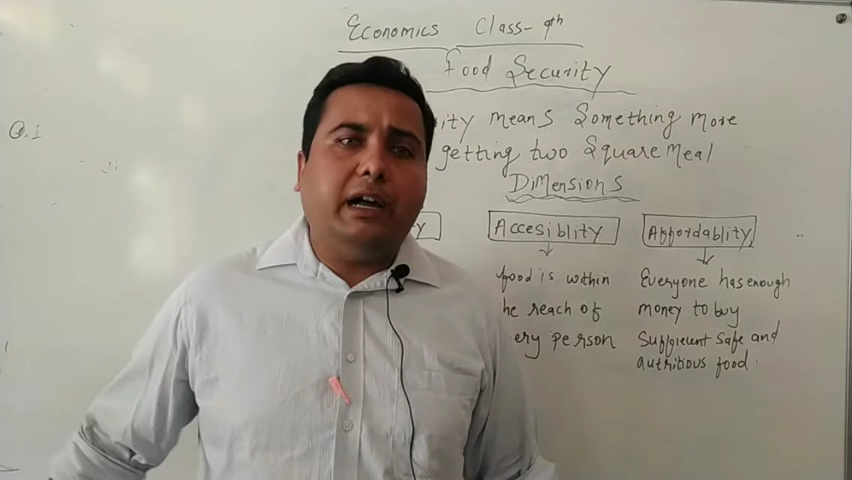 Economics Class-9th
Food Security
Q.1
ity means Something more
getting two Square meal
Dimensions
y Accesiblity Affordablity
food is within Everyone has enough
he reach of money to buy
ery person Sufficient safe and
nutritious food.